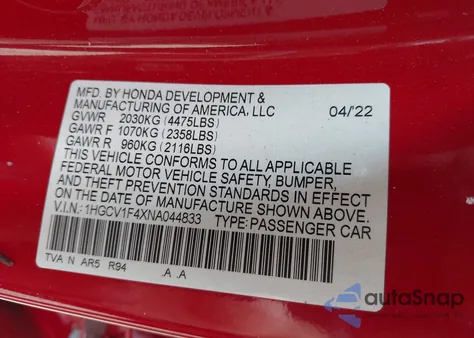 MFD. BY HONDA DEVELOPMENT &
MANUFACTURING OF AMERICA, LLC 04/22
GVWR 2030KG (4475LBS)
GAWR F 1070KG (2358LBS)
GAWR R 960KG (2116LBS)
THIS VEHICLE CONFORMS TO ALL APPLICABLE
FEDERAL MOTOR VEHICLE SAFETY, BUMPER,
AND THEFT PREVENTION STANDARDS IN EFFECT
ON THE DATE OF MANUFACTURE SHOWN ABOVE.
V.I.N.: 1HGCV1F4XNA044833 TYPE: PASSENGER CAR
TVA N AR5 R94 .A .A
autoSnap